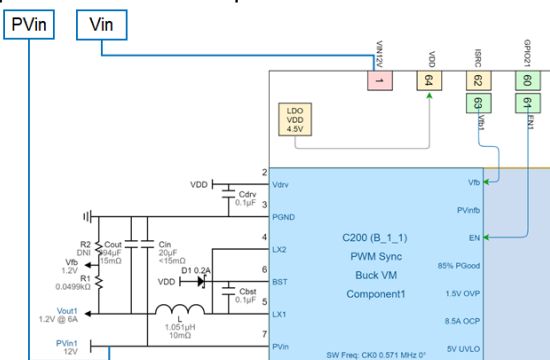 PVin
Vin
VIN12V
VDD
ISRC
GPIO21
1
64
62
60
63
61
Vfb1
EN1
LDO
VDD
4.5V
2
VDD
Vdrv
Vfb
Cdrv
0.1µF
3
PGND
PVinfb
R2
DNI
Cout
15mΩ
Cin
20µF
<15mΩ
4
LX2
C200 (B_1_1)
EN
PWM Sync
Buck VM
Component1
Vfb
1.2V
D1 0.2A
VDD
6
BST
85% PGood
R1
0.0499kΩ
Cbst
0.1µF
1.5V OVP
Vout1
1.2V @ 6A
L
1.051µH
10mΩ
5
LX1
8.5A OCP
PVin1
12V
7
PVin
5V UVLO
SW Freq: CK0 0.571 MHz 0°